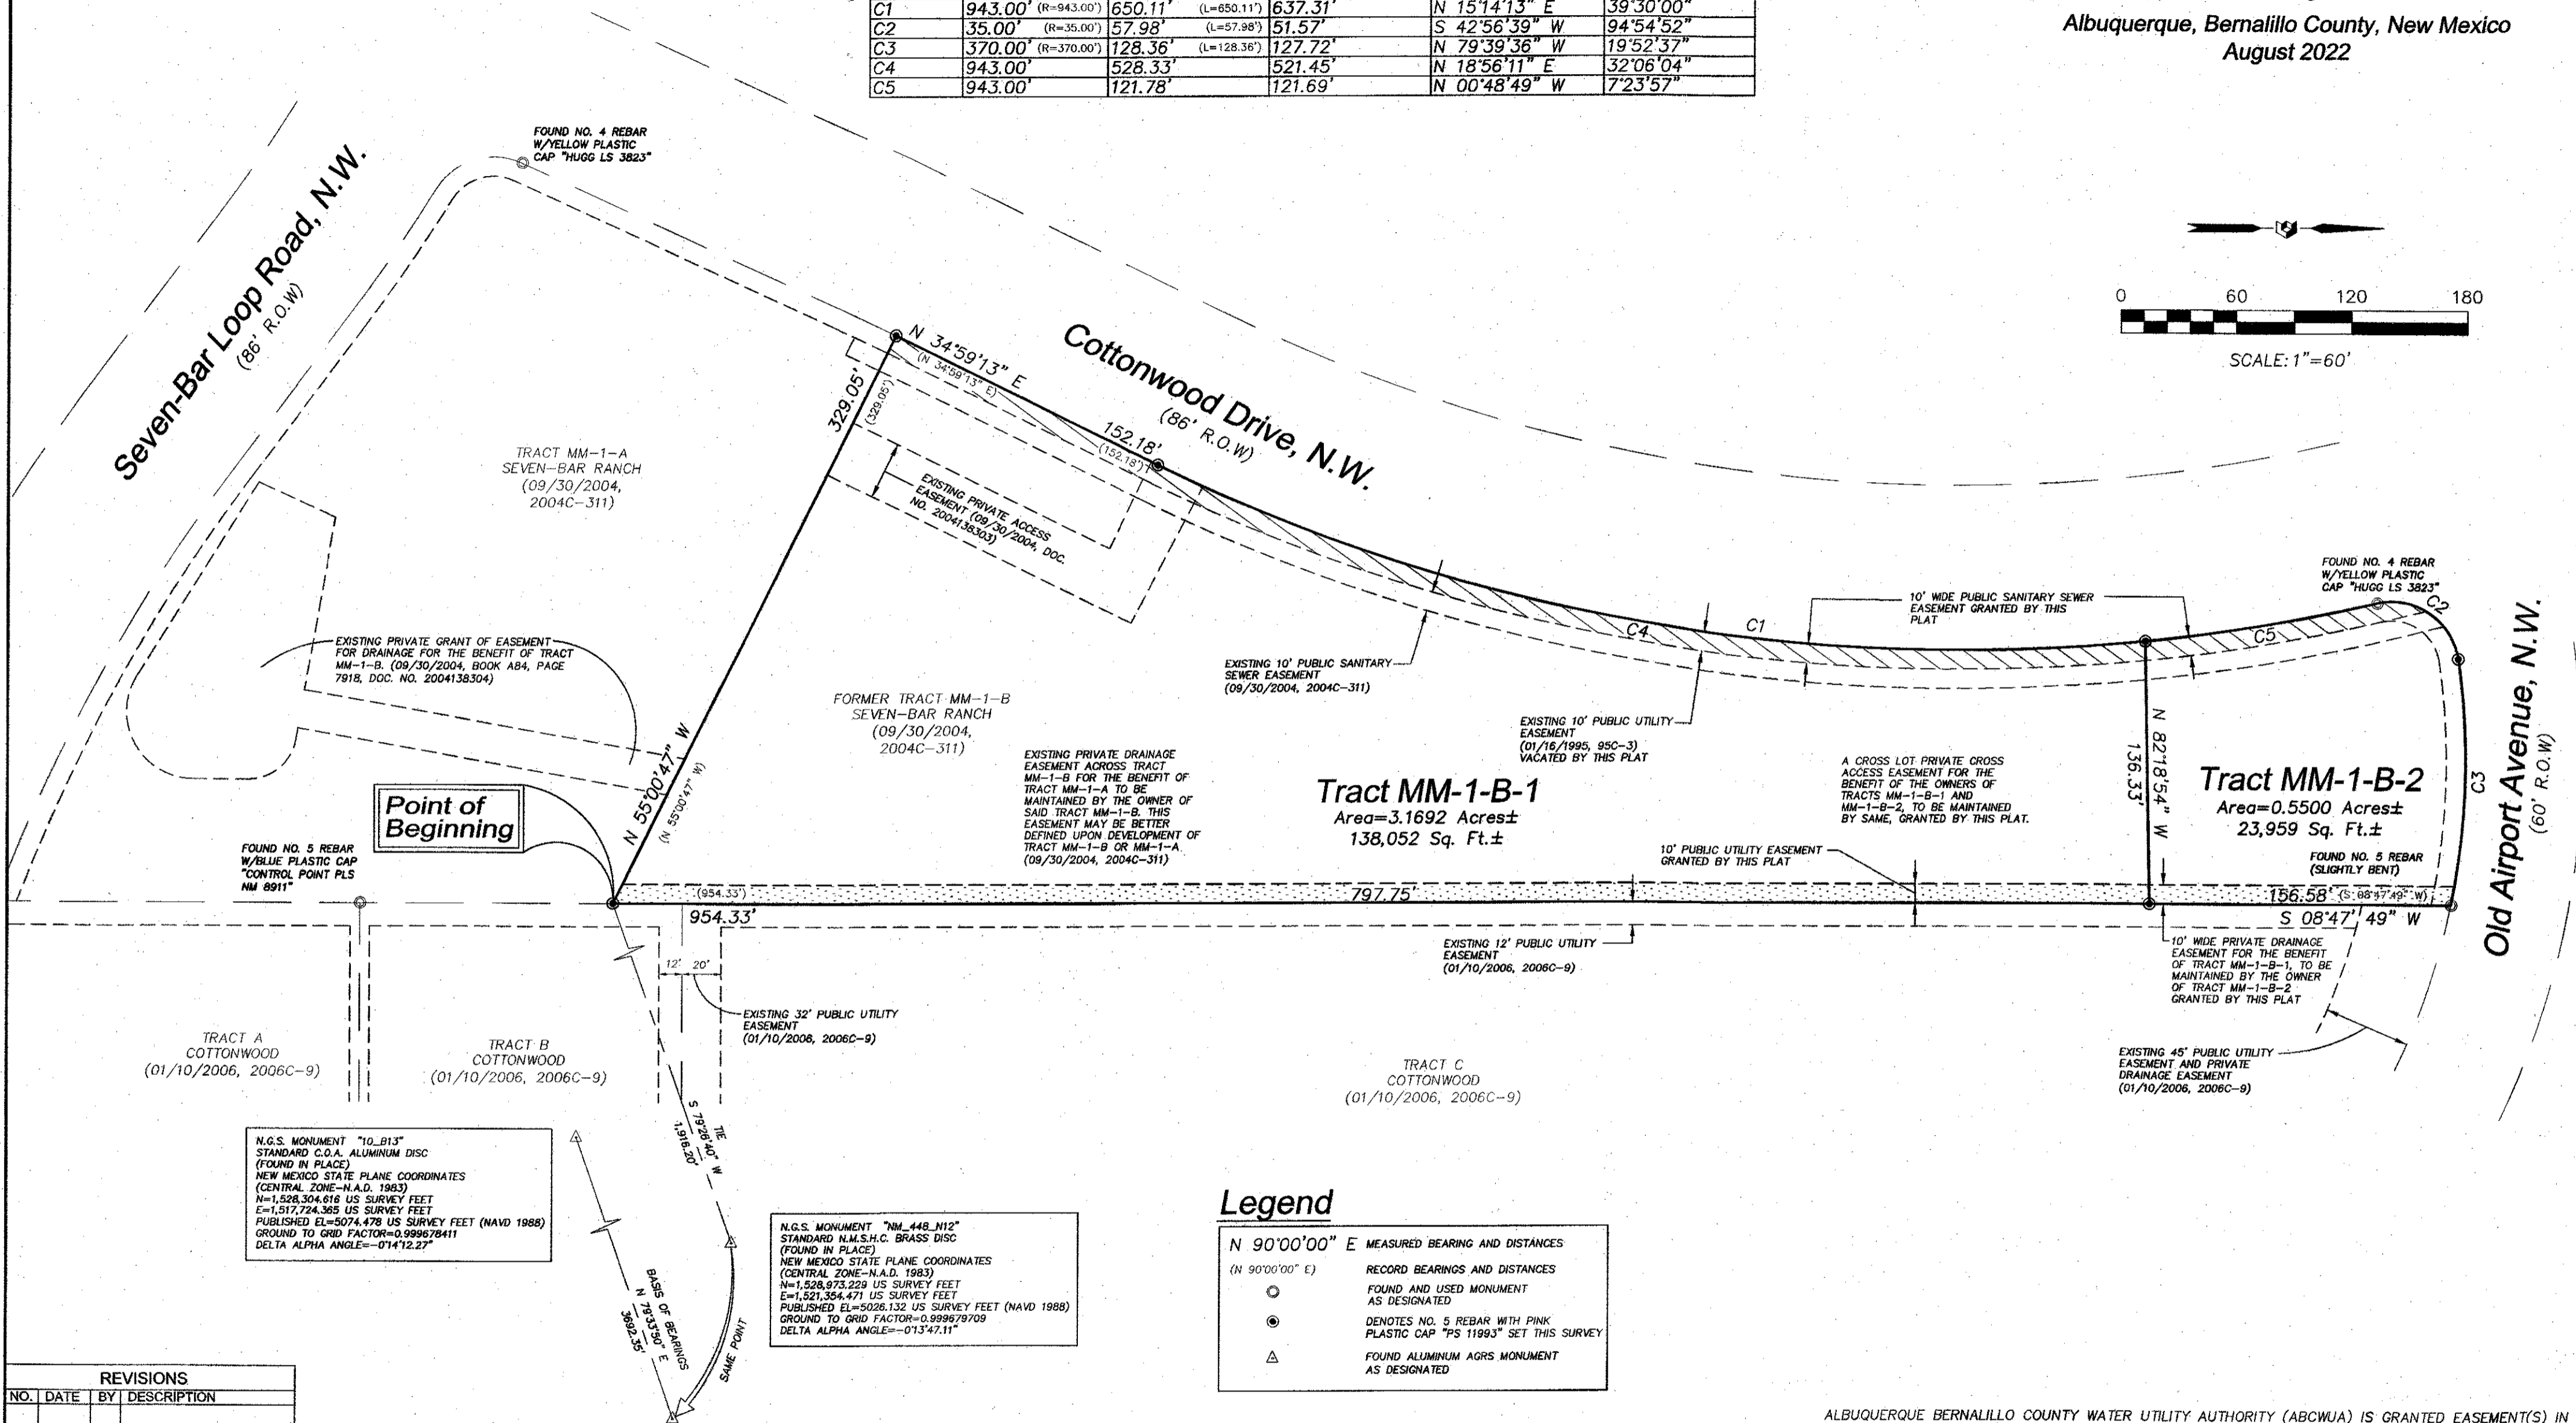 C1 943.00' (R=943.00') 650.11' (L=650.11') 637.31' N 15°14'13" E 39°30'00"
C2 35.00' (R=35.00') 57.98' (L=57.98') 51.57' S 42°56'39" W 94°54'52"
C3 370.00' (R=370.00') 128.36' (L=128.36') 127.72' N 79°39'36" W 19°52'37"
C4 943.00' 528.33' 521.45' N 18°56'11" E 32°06'04"
C5 943.00' 121.78' 121.69' N 00°48'49" W 7°23'57"
Albuquerque, Bernalillo County, New Mexico
August 2022
FOUND NO. 4 REBAR
W/YELLOW PLASTIC
CAP "HUGG LS 3823"
Seven-Bar Loop Road, N.W.
(86' R.O.W)
0 60 120 180
SCALE: 1"=60'
N 34°59'13" E
(N 34°59'13" E)
152.18'
(152.18')
Cottonwood Drive, N.W.
(86' R.O.W)
329.05'
(329.05')
TRACT MM-1-A
SEVEN-BAR RANCH
(09/30/2004,
2004C-311)
EXISTING PRIVATE ACCESS
EASEMENT (09/30/2004, DOC.
NO. 2004138303)
FOUND NO. 4 REBAR
W/YELLOW PLASTIC
CAP "HUGG LS 3823"
C2
10' WIDE PUBLIC SANITARY SEWER
EASEMENT GRANTED BY THIS
PLAT
C1
C4
C5
C3
Old Airport Avenue, N.W.
(60' R.O.W)
EXISTING PRIVATE GRANT OF EASEMENT
FOR DRAINAGE FOR THE BENEFIT OF TRACT
MM-1-B. (09/30/2004, BOOK A84, PAGE
7918, DOC. NO. 2004138304)
EXISTING 10' PUBLIC SANITARY
SEWER EASEMENT
(09/30/2004, 2004C-311)
FORMER TRACT MM-1-B
SEVEN-BAR RANCH
(09/30/2004,
2004C-311)
EXISTING 10' PUBLIC UTILITY
EASEMENT
(01/16/1995, 95C-3)
VACATED BY THIS PLAT
N 55°00'47" W
(N 55°00'47" W)
EXISTING PRIVATE DRAINAGE
EASEMENT ACROSS TRACT
MM-1-B FOR THE BENEFIT OF
TRACT MM-1-A TO BE
MAINTAINED BY THE OWNER OF
SAID TRACT MM-1-B. THIS
EASEMENT MAY BE BETTER
DEFINED UPON DEVELOPMENT OF
TRACT MM-1-B OR MM-1-A
(09/30/2004, 2004C-311)
Tract MM-1-B-1
Area=3.1692 Acres±
138,052 Sq. Ft.±
A CROSS LOT PRIVATE CROSS
ACCESS EASEMENT FOR THE
BENEFIT OF THE OWNERS OF
TRACTS MM-1-B-1 AND
MM-1-B-2, TO BE MAINTAINED
BY SAME, GRANTED BY THIS PLAT.
N 82°18'54" W
136.33'
Tract MM-1-B-2
Area=0.5500 Acres±
23,959 Sq. Ft.±
Point of
Beginning
FOUND NO. 5 REBAR
W/BLUE PLASTIC CAP
"CONTROL POINT PLS
NM 8911"
10' PUBLIC UTILITY EASEMENT
GRANTED BY THIS PLAT
FOUND NO. 5 REBAR
(SLIGHTLY BENT)
(954.33')
954.33'
797.75'
156.58' (S 08°47'49" W)
S 08°47'49" W
EXISTING 12' PUBLIC UTILITY
EASEMENT
(01/10/2006, 2006C-9)
10' WIDE PRIVATE DRAINAGE
EASEMENT FOR THE BENEFIT
OF TRACT MM-1-B-1, TO BE
MAINTAINED BY THE OWNER
OF TRACT MM-1-B-2
GRANTED BY THIS PLAT
12' 20'
EXISTING 32' PUBLIC UTILITY
EASEMENT
(01/10/2006, 2006C-9)
TRACT A
COTTONWOOD
(01/10/2006, 2006C-9)
TRACT B
COTTONWOOD
(01/10/2006, 2006C-9)
TRACT C
COTTONWOOD
(01/10/2006, 2006C-9)
EXISTING 45' PUBLIC UTILITY
EASEMENT AND PRIVATE
DRAINAGE EASEMENT
(01/10/2006, 2006C-9)
TIE
S 79°26'40" W
1,916.20'
N.G.S. MONUMENT "10_B13"
STANDARD C.O.A. ALUMINUM DISC
(FOUND IN PLACE)
NEW MEXICO STATE PLANE COORDINATES
(CENTRAL ZONE-N.A.D. 1983)
N=1,528,304.616 US SURVEY FEET
E=1,517,724.365 US SURVEY FEET
PUBLISHED EL=5074.478 US SURVEY FEET (NAVD 1988)
GROUND TO GRID FACTOR=0.999678411
DELTA ALPHA ANGLE=-0°14'12.27"
N.G.S. MONUMENT "NM_448_N12"
STANDARD N.M.S.H.C. BRASS DISC
(FOUND IN PLACE)
NEW MEXICO STATE PLANE COORDINATES
(CENTRAL ZONE-N.A.D. 1983)
N=1,528,973.229 US SURVEY FEET
E=1,521,354.471 US SURVEY FEET
PUBLISHED EL=5026.132 US SURVEY FEET (NAVD 1988)
GROUND TO GRID FACTOR=0.999679709
DELTA ALPHA ANGLE=-0°13'47.11"
BASIS OF BEARINGS
N 79°33'50" E
3692.35'
SAME POINT
Legend
N 90°00'00" E MEASURED BEARING AND DISTANCES
(N 90°00'00" E) RECORD BEARINGS AND DISTANCES
FOUND AND USED MONUMENT
AS DESIGNATED
DENOTES NO. 5 REBAR WITH PINK
PLASTIC CAP "PS 11993" SET THIS SURVEY
FOUND ALUMINUM AGRS MONUMENT
AS DESIGNATED
REVISIONS
NO. DATE BY DESCRIPTION
ALBUQUERQUE BERNALILLO COUNTY WATER UTILITY AUTHORITY (ABCWUA) IS GRANTED EASEMENT(S) IN